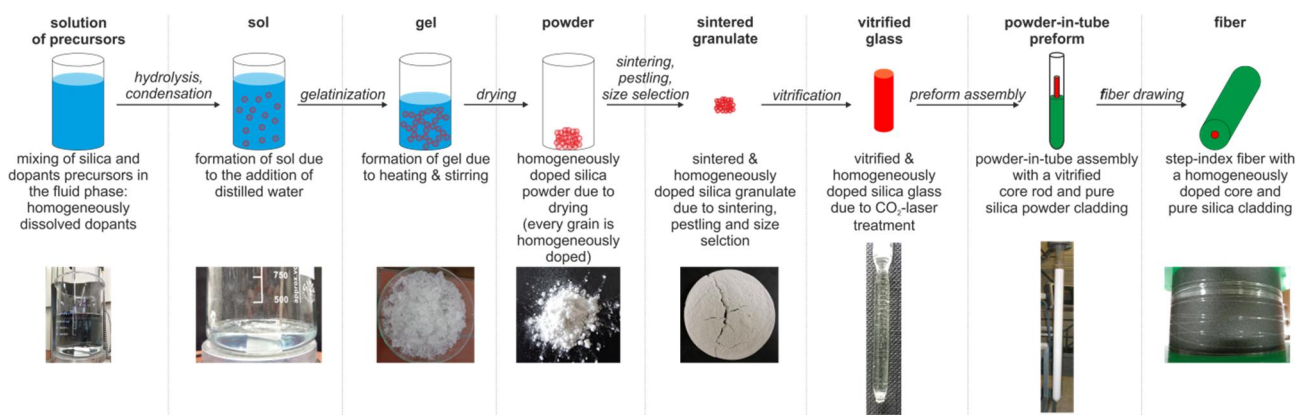 solution
of precursors
sol
gel
powder
sintered
granulate
vitrified
glass
powder-in-tube
preform
fiber
hydrolysis,
condensation
gelatinization
drying
sintering,
pestling,
size selection
vitrification
preform assembly
fiber drawing
mixing of silica and
dopants precursors in
the fluid phase:
homogeneously
dissolved dopants
formation of sol due
to the addition of
distilled water
formation of gel due
to heating & stirring
homogeneously
doped silica
powder due to
drying
(every grain is
homogeneously
doped)
sintered &
homogeneously
doped silica granulate
due to sintering,
pestling and size
selction
vitrified &
homogeneously
doped silica glass
due to CO₂-laser
treatment
powder-in-tube assembly
with a vitrified
core rod and pure
silica powder cladding
step-index fiber with
a homogeneously
doped core and
pure silica cladding
750
500
approx.vol